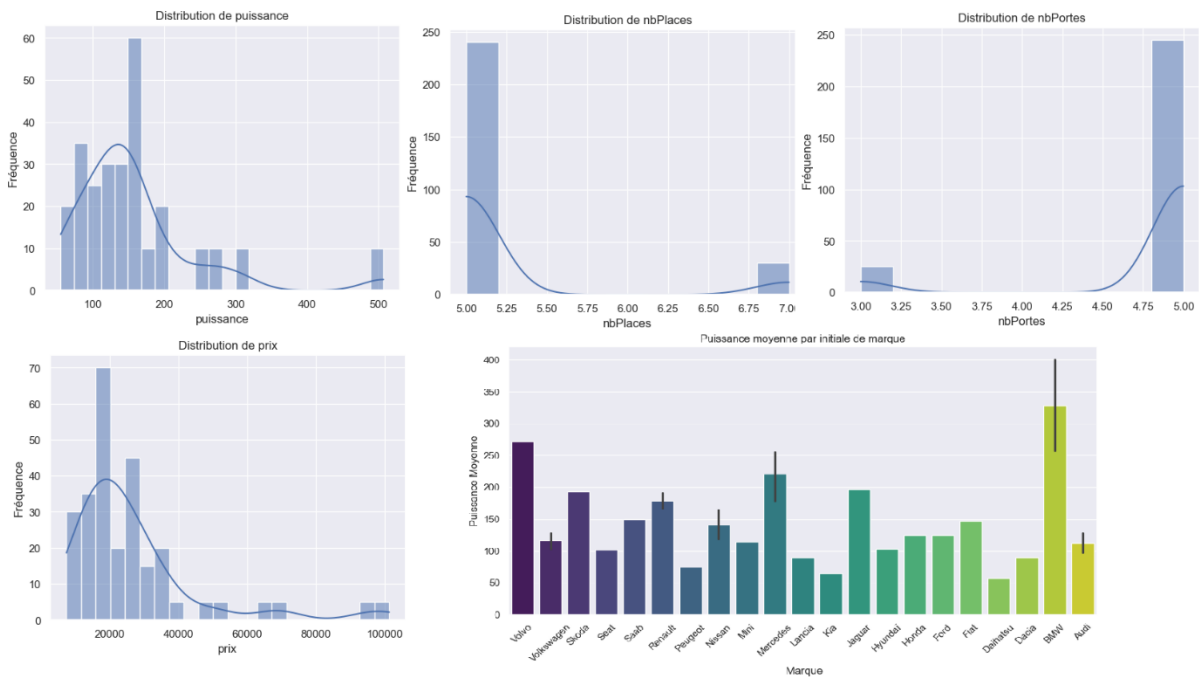 Distribution de puissance
Fréquence
60
50
40
30
20
10
0
100
200
300
400
500
puissance
Distribution de nbPlaces
Fréquence
250
200
150
100
50
0
5.00
5.25
5.50
5.75
6.00
6.25
6.50
6.75
7.00
nbPlaces
Distribution de nbPortes
Fréquence
250
200
150
100
50
0
3.00
3.25
3.50
3.75
4.00
4.25
4.50
4.75
5.00
nbPortes
Distribution de prix
Fréquence
70
60
50
40
30
20
10
0
20000
40000
60000
80000
100000
prix
Puissance moyenne par initiale de marque
Puissance Moyenne
400
350
300
250
200
150
100
50
0
Volvo
Volkswagen
Skoda
Seat
Saab
Renault
Peugeot
Nissan
Mini
Mercedes
Lancia
Kia
Jaguar
Hyundai
Honda
Ford
Fiat
Daihatsu
Dacia
BMW
Audi
Marque